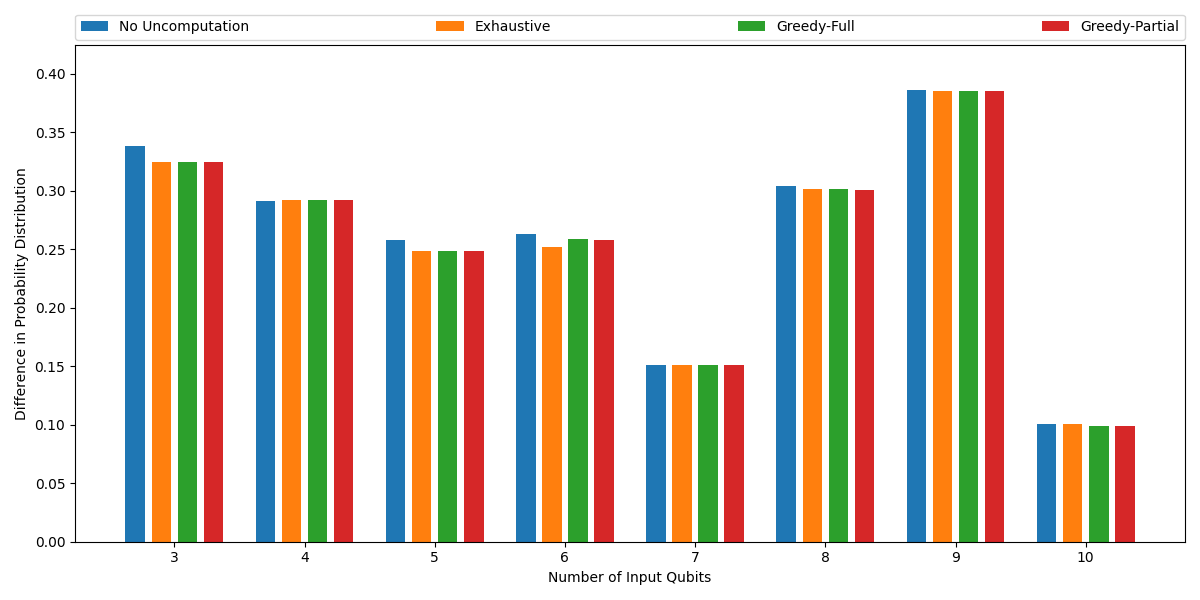 No Uncomputation Exhaustive Greedy-Full Greedy-Partial
0.40
0.35
0.30
0.25
0.20
0.15
0.10
0.05
0.00
Difference in Probability Distribution
3 4 5 6 7 8 9 10
Number of Input Qubits